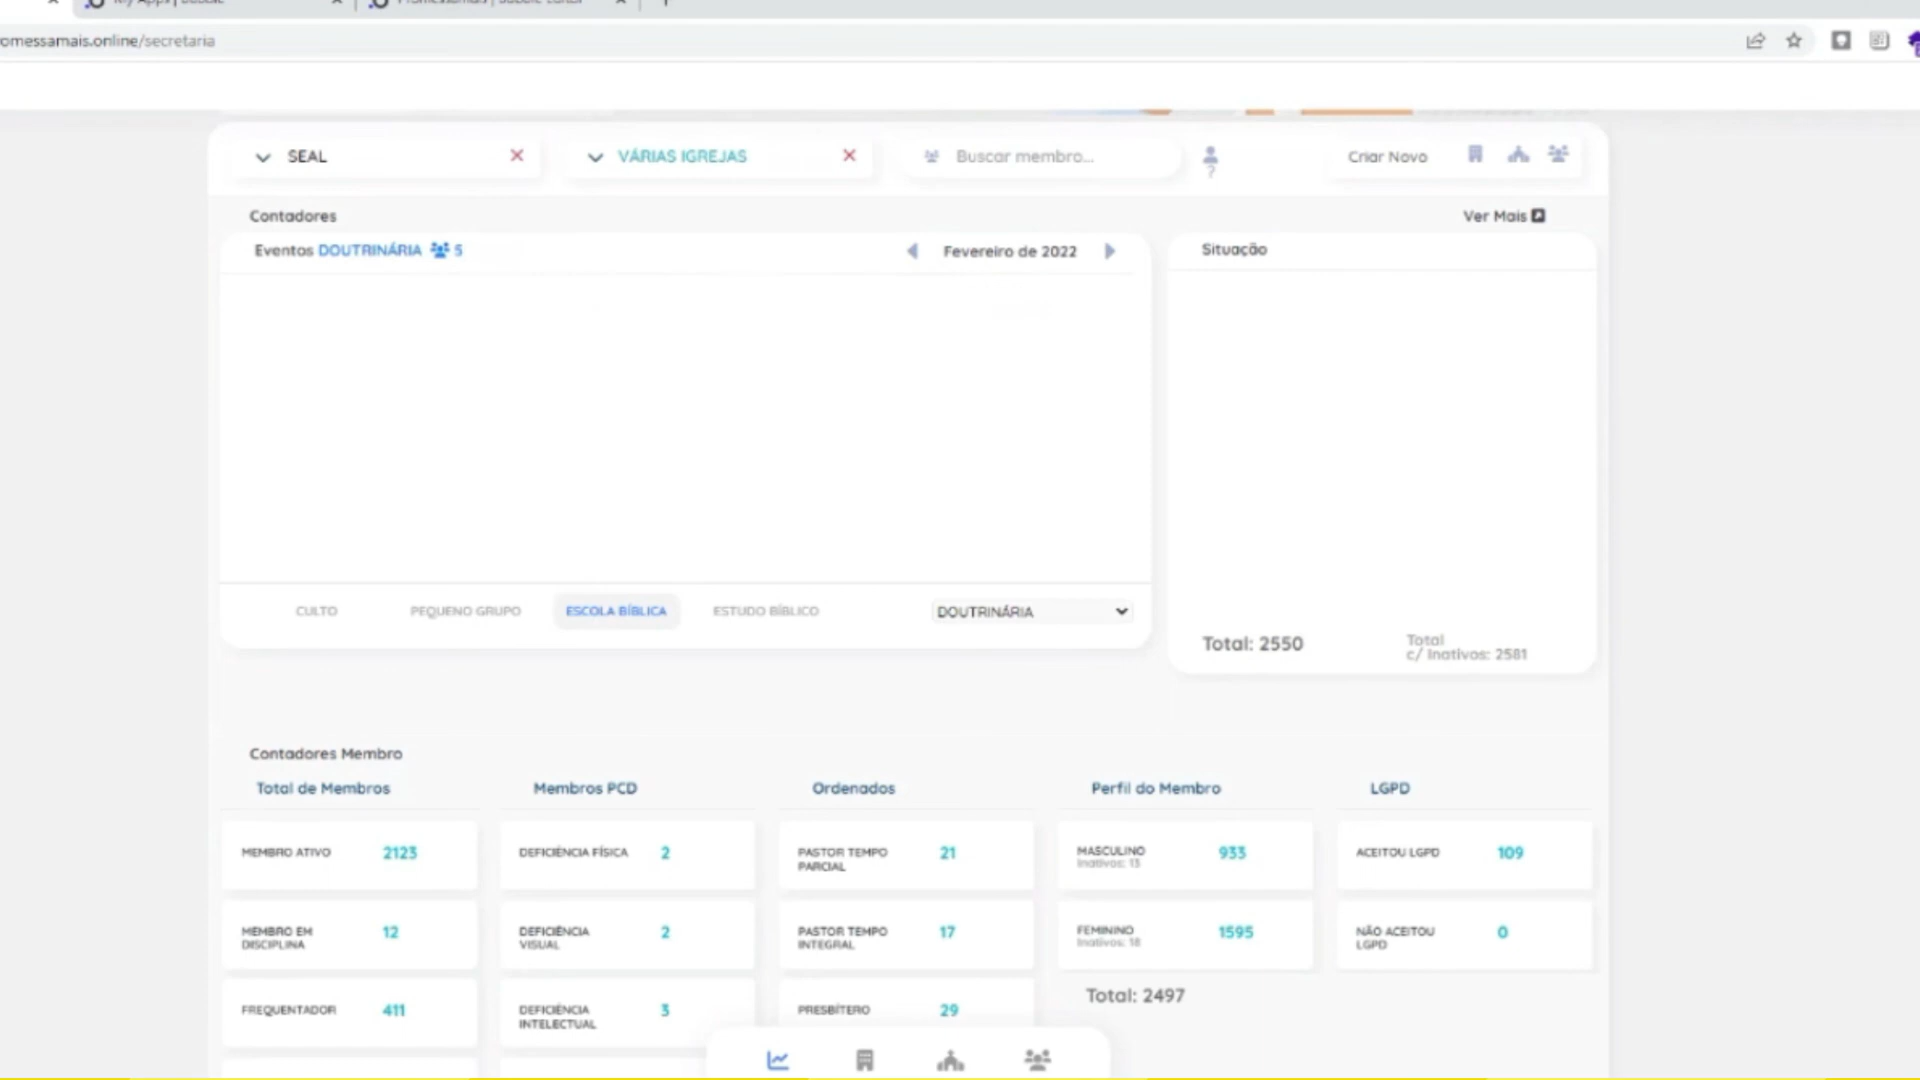 omessamais.online/secretaria
SEAL
VÁRIAS IGREJAS
Buscar membro...
Criar Novo
Contadores
Ver Mais
Eventos DOUTRINÁRIA 5
Fevereiro de 2022
Situação
CULTO
PEQUENO GRUPO
ESCOLA BÍBLICA
ESTUDO BÍBLICO
DOUTRINÁRIA
Total: 2550
Total
c/ Inativos: 2581
Contadores Membro
Total de Membros
Membros PCD
Ordenados
Perfil do Membro
LGPD
MEMBRO ATIVO 2123
DEFICIÊNCIA FÍSICA 2
PASTOR TEMPO
PARCIAL 21
MASCULINO 933
Inativos: 13
ACEITOU LGPD 109
MEMBRO EM
DISCIPLINA 12
DEFICIÊNCIA
VISUAL 2
PASTOR TEMPO
INTEGRAL 17
FEMININO 1595
Inativos: 18
NÃO ACEITOU
LGPD 0
FREQUENTADOR 411
DEFICIÊNCIA
INTELECTUAL 3
PRESBÍTERO 29
Total: 2497